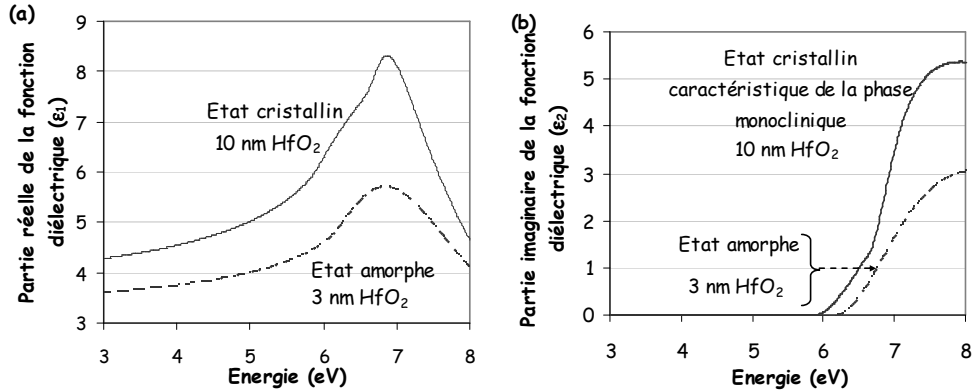 (a)
Partie réelle de la fonction
diélectrique (ε1)
9
8
7
6
5
4
3
Etat cristallin
10 nm HfO2
Etat amorphe
3 nm HfO2
3 4 5 6 7 8
Energie (eV)
(b)
Partie imaginaire de la fonction
diélectrique (ε2)
6
5
4
3
2
1
0
Etat cristallin
caractéristique de la phase
monoclinique
10 nm HfO2
Etat amorphe
3 nm HfO2
3 4 5 6 7 8
Energie (eV)